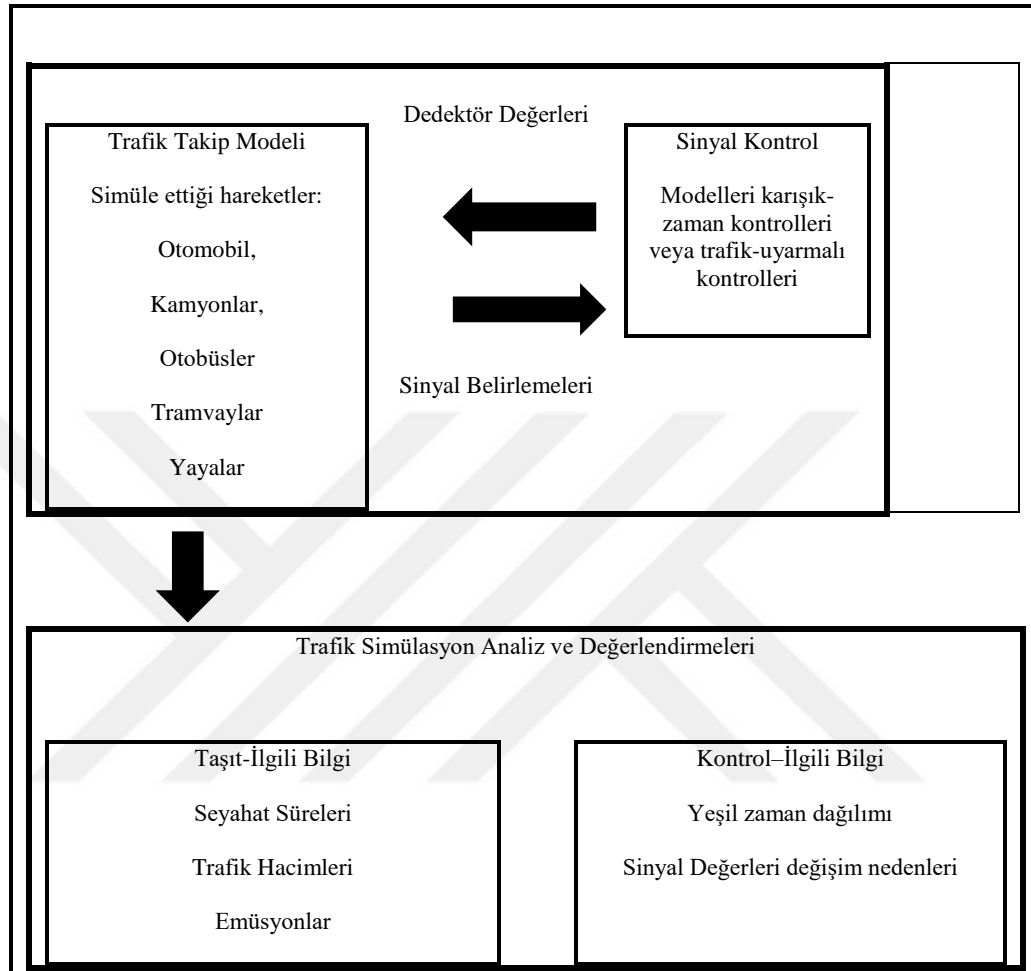 Dedektör Değerleri
Trafik Takip Modeli
Simüle ettiği hareketler:
Otomobil,
Kamyonlar,
Otobüsler
Tramvaylar
Yayalar
Sinyal Kontrol
Modelleri karışık-
zaman kontrolleri
veya trafik-uyarmalı
kontrolleri
Sinyal Belirlemeleri
Trafik Simülasyon Analiz ve Değerlendirmeleri
Taşıt-İlgili Bilgi
Seyahat Süreleri
Trafik Hacimleri
Emüsyonlar
Kontrol–İlgili Bilgi
Yeşil zaman dağılımı
Sinyal Değerleri değişim nedenleri